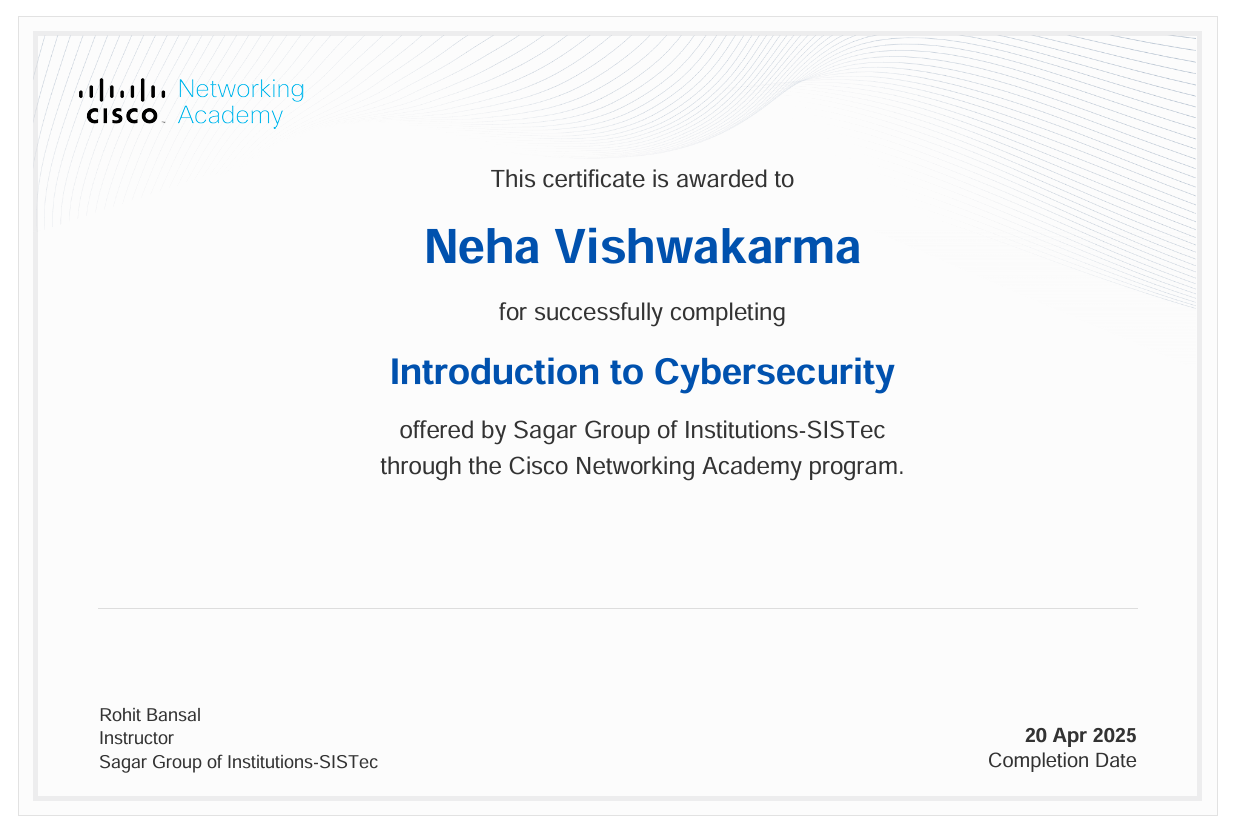 cisco Networking
Academy
This certificate is awarded to
Neha Vishwakarma
for successfully completing
Introduction to Cybersecurity
offered by Sagar Group of Institutions-SISTec
through the Cisco Networking Academy program.
Rohit Bansal
Instructor
Sagar Group of Institutions-SISTec
20 Apr 2025
Completion Date